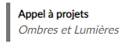 Appel à projets
Ombres et Lumières